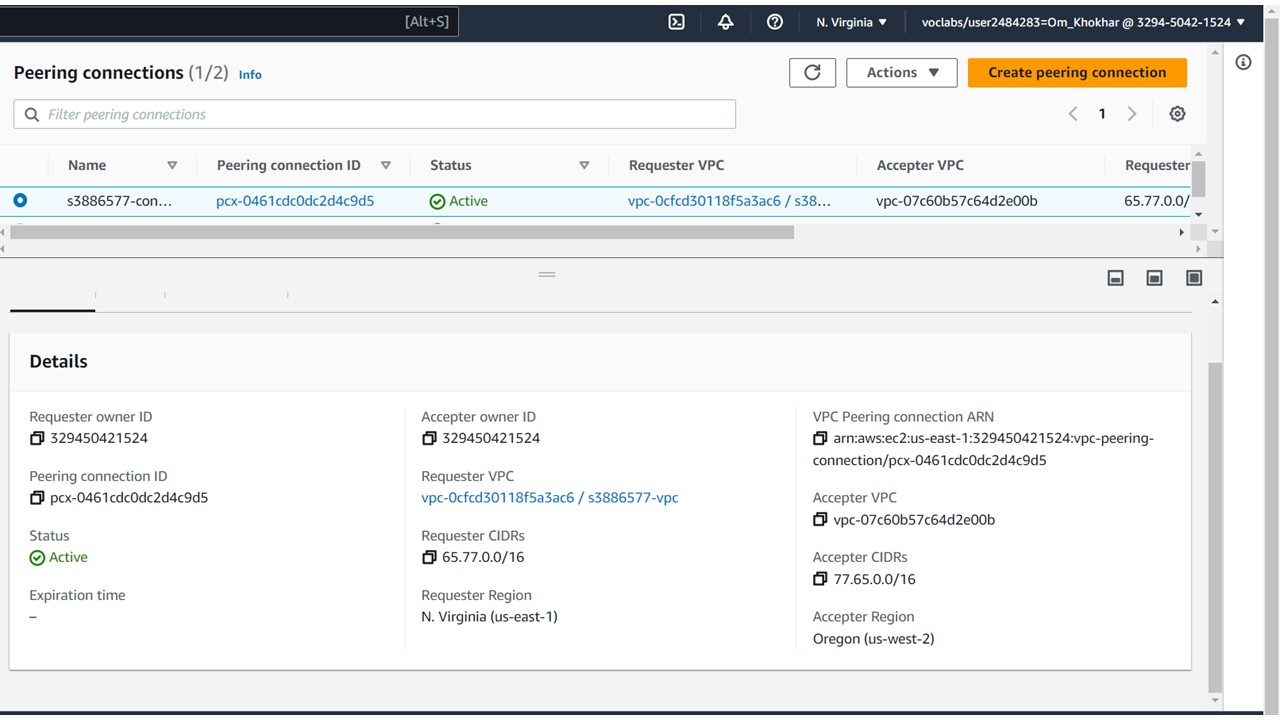 [Alt+S]
N. Virginia ▼
voclabs/user2484283=Om_Khokhar @ 3294-5042-1524 ▼
Peering connections (1/2) Info
Actions ▼
Create peering connection
Filter peering connections
1
Name
Peering connection ID
Status
Requester VPC
Accepter VPC
Requester
s3886577-con...
pcx-0461cdc0dc2d4c9d5
Active
vpc-0cfcd30118f5a3ac6 / s38...
vpc-07c60b57c64d2e00b
65.77.0.0/
Details
Requester owner ID
329450421524
Peering connection ID
pcx-0461cdc0dc2d4c9d5
Status
Active
Expiration time
–
Accepter owner ID
329450421524
Requester VPC
vpc-0cfcd30118f5a3ac6 / s3886577-vpc
Requester CIDRs
65.77.0.0/16
Requester Region
N. Virginia (us-east-1)
VPC Peering connection ARN
arn:aws:ec2:us-east-1:329450421524:vpc-peering-
connection/pcx-0461cdc0dc2d4c9d5
Accepter VPC
vpc-07c60b57c64d2e00b
Accepter CIDRs
77.65.0.0/16
Accepter Region
Oregon (us-west-2)